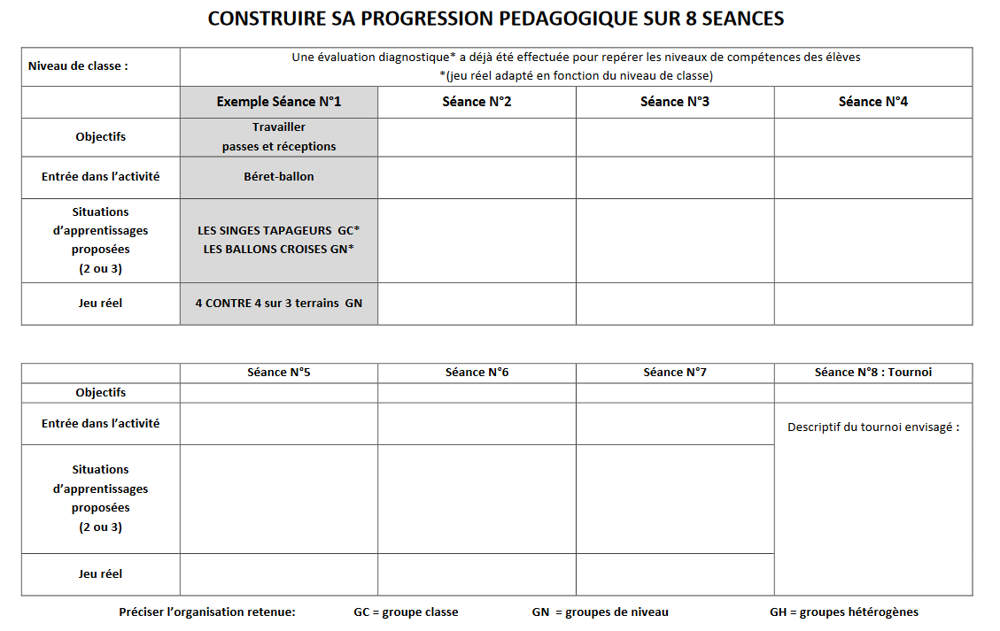 CONSTRUIRE SA PROGRESSION PEDAGOGIQUE SUR 8 SEANCES
Niveau de classe :
Une évaluation diagnostique* a déjà été effectuée pour repérer les niveaux de compétences des élèves
*(jeu réel adapté en fonction du niveau de classe)
Exemple Séance N°1
Séance N°2
Séance N°3
Séance N°4
Objectifs
Travailler
passes et réceptions
Entrée dans l’activité
Béret-ballon
Situations
d’apprentissages
proposées
(2 ou 3)
LES SINGES TAPAGEURS GC*
LES BALLONS CROISES GN*
Jeu réel
4 CONTRE 4 sur 3 terrains GN
Séance N°5
Séance N°6
Séance N°7
Séance N°8 : Tournoi
Objectifs
Entrée dans l’activité
Descriptif du tournoi envisagé :
Situations
d’apprentissages
proposées
(2 ou 3)
Jeu réel
Préciser l’organisation retenue: GC = groupe classe GN = groupes de niveau GH = groupes hétérogènes